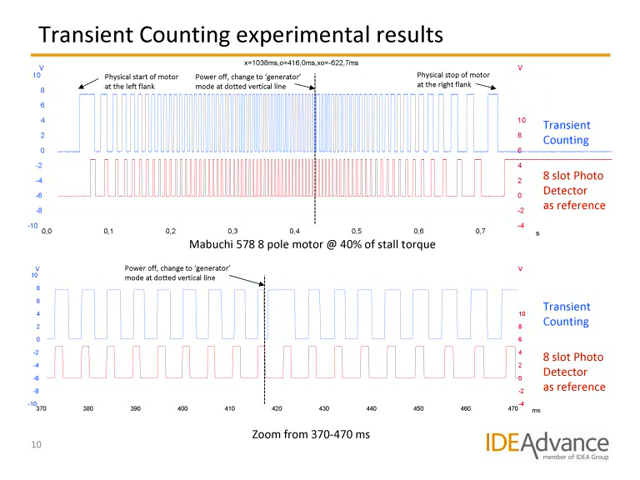 Transient Counting experimental results
x=1038ms,o=416,0ms,xo=-622,7ms
V
V
10
8
6
4
2
0
-2
-4
-6
-8
-10
Physical start of motor
at the left flank
Power off, change to 'generator'
mode at dotted vertical line
Physical stop of motor
at the right flank
10
8
6
4
2
0
-2
-4
Transient
Counting
8 slot Photo
Detector
as reference
0,0
0,1
0,2
0,3
0,4
0,5
0,6
0,7
s
Mabuchi 578 8 pole motor @ 40% of stall torque
V
V
10
8
6
4
2
0
-2
-4
-6
-8
-10
Power off, change to 'generator'
mode at dotted vertical line
10
8
6
4
2
0
-2
-4
Transient
Counting
8 slot Photo
Detector
as reference
370
380
390
400
410
420
430
440
450
460
470
ms
Zoom from 370-470 ms
10
IDEAdvance
member of IDEA Group